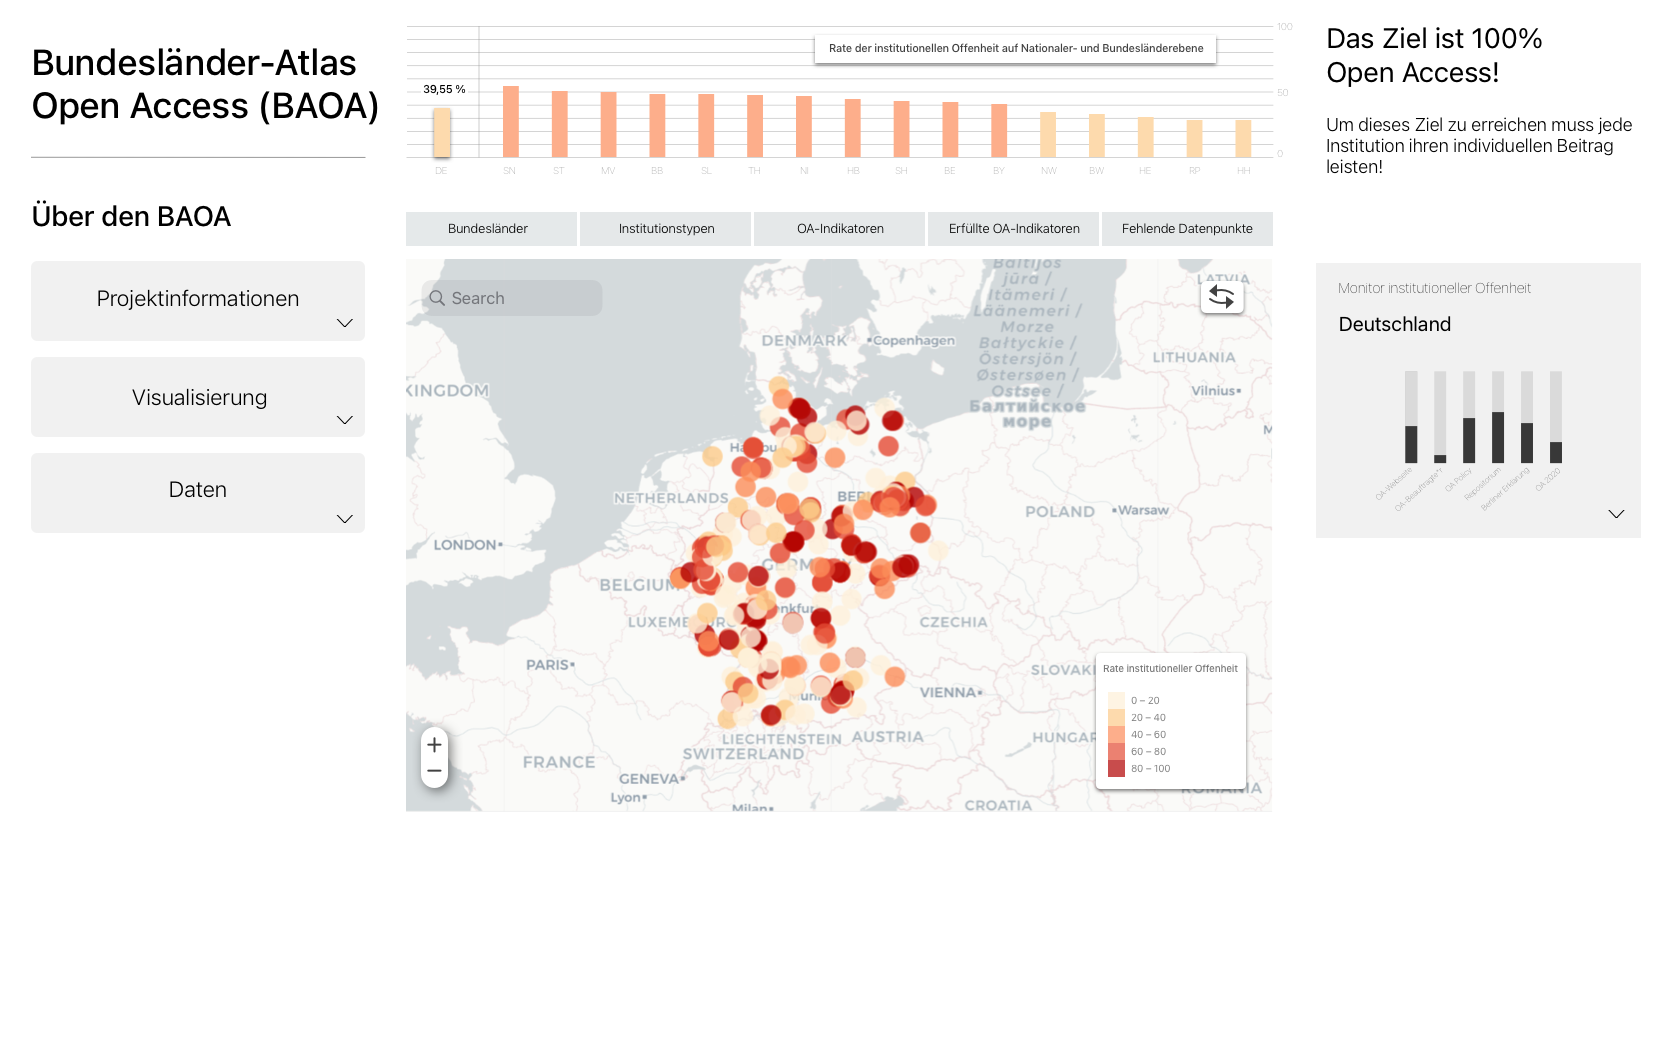 Bundesländer-Atlas
Open Access (BAOA)
Über den BAOA
Projektinformationen
Visualisierung
Daten
100
50
0
Rate der institutionellen Offenheit auf Nationaler- und Bundesländerebene
39,55 %
DE SN ST MV BB SL TH NI HB SH BE BY NW BW HE RP HH
Bundesländer Institutionstypen OA-Indikatoren Erfüllte OA-Indikatoren Fehlende Datenpunkte
Search
Baltijos
jūra /
Itämeri /
Läänemeri /
Morze
Bałtyckie /
Östersjön /
Østersøen /
Ostsee /
Балтийское
море
LATVIA
DENMARK
Copenhagen
LITHUANIA
KINGDOM
Vilnius
NETHERLANDS
POLAND
Warsaw
LONDON
BELGIUM
CZECHIA
PARIS
VIENNA
LIECHTENSTEIN
AUSTRIA
SWITZERLAND
FRANCE
GENEVA
Lyon
Milan
CROATIA
ROMANIA
Rate institutioneller Offenheit
0 – 20
20 – 40
40 – 60
60 – 80
80 – 100
Das Ziel ist 100%
Open Access!
Um dieses Ziel zu erreichen muss jede
Institution ihren individuellen Beitrag
leisten!
Monitor institutioneller Offenheit
Deutschland
OA-Webseite
OA-Beauftragte*r
OA Policy
Repositorium
Berliner Erklärung
OA 2020